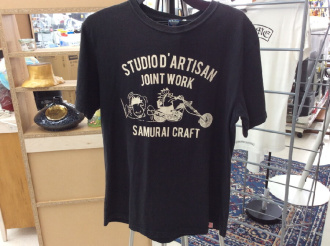 STUDIO D'ARTISAN
JOINT WORK
SAMURAI CRAFT